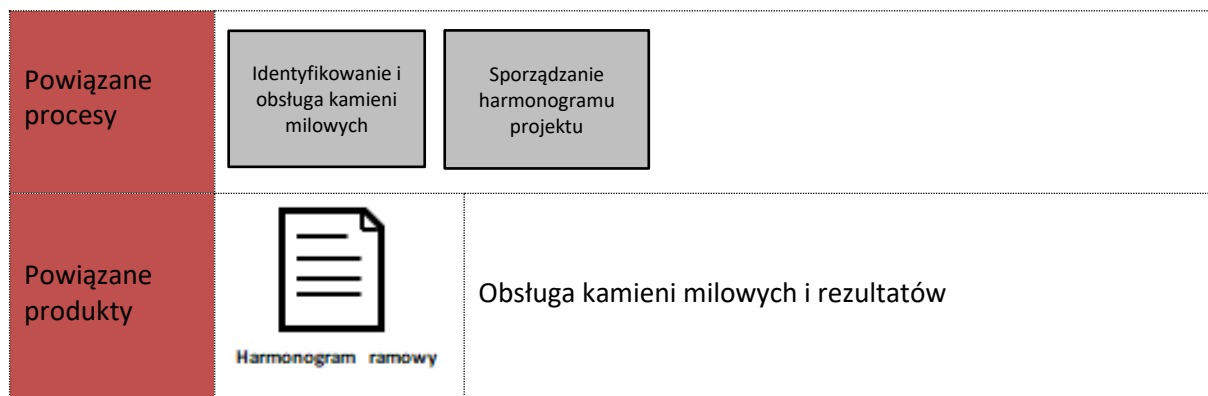 Powiązane
procesy
Identyfikowanie i
obsługa kamieni
milowych
Sporządzanie
harmonogramu
projektu
Powiązane
produkty
Harmonogram ramowy
Obsługa kamieni milowych i rezultatów